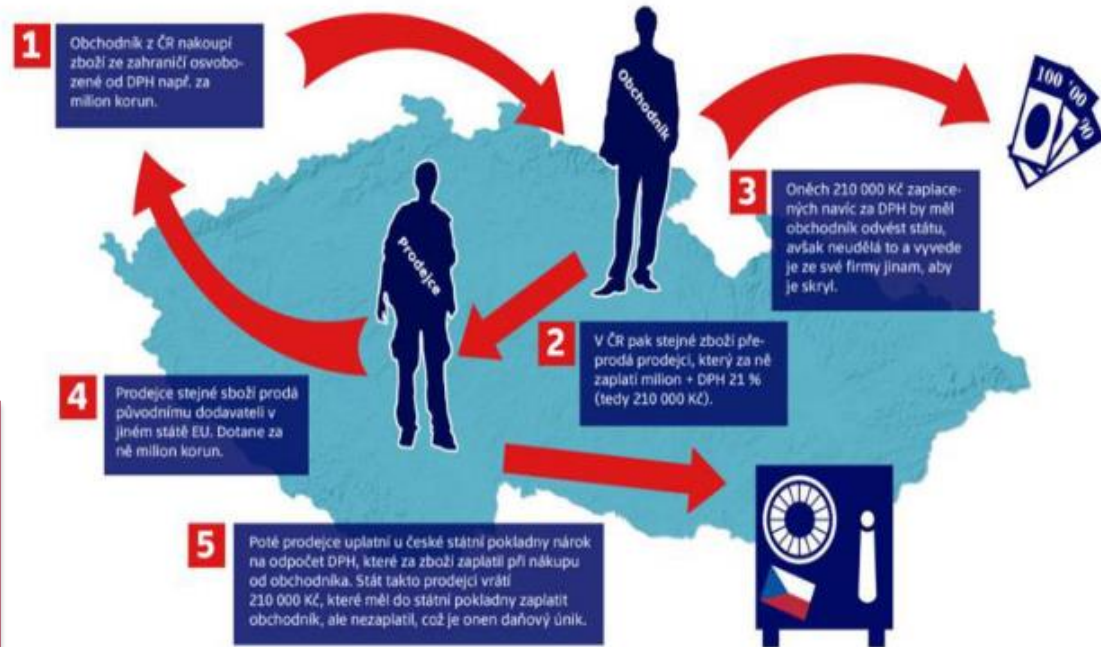 1
Obchodník z ČR nakoupí
zboží ze zahraničí osvobo-
zené od DPH např. za
milion korun.
Obchodník
100 '00 '00
3
Oněch 210 000 Kč zaplace-
ných navíc za DPH by měl
obchodník odvést státu,
avšak neudělá to a vyvede
je ze své firmy jinam, aby
je skryl.
Prodejce
2
V ČR pak stejné zboží pře-
prodá prodejci, který za ně
zaplatí milion + DPH 21 %
(tedy 210 000 Kč).
4
Prodejce stejné sboží prodá
původnímu dodavateli v
jiném státě EU. Dotane za
ně milion korun.
5
Poté prodejce uplatní u české státní pokladny nárok
na odpočet DPH, které za zboží zaplatil při nákupu
od obchodníka. Stát takto prodejci vrátí
210 000 Kč, které měl do státní pokladny zaplatit
obchodník, ale nezaplatil, což je onen daňový únik.